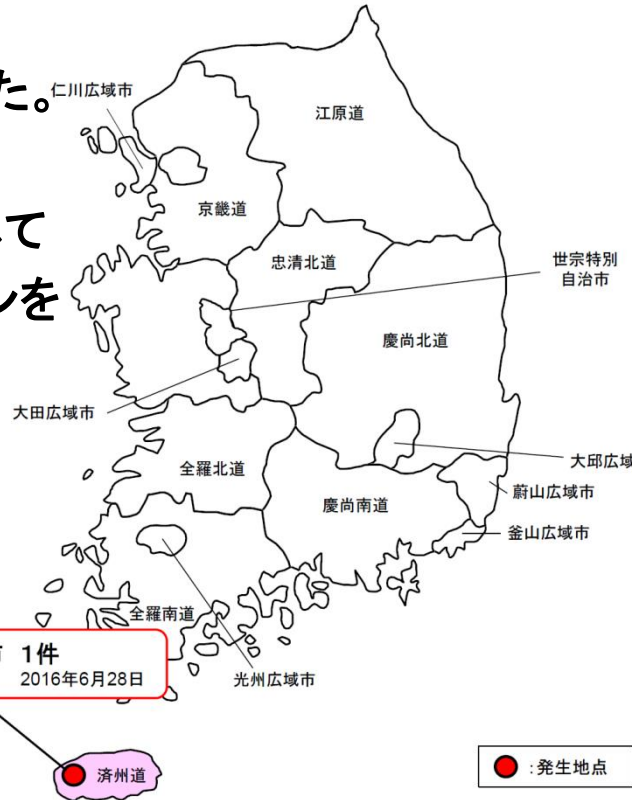 た。
仁川広域市
江原道
京畿道
して
忠清北道
ンを
世宗特別
自治市
慶尚北道
大田広域市
大邱広域
全羅北道
慶尚南道
蔚山広域市
釜山広域市
全羅南道
1件
2016年6月28日
光州広域市
済州道
:発生地点